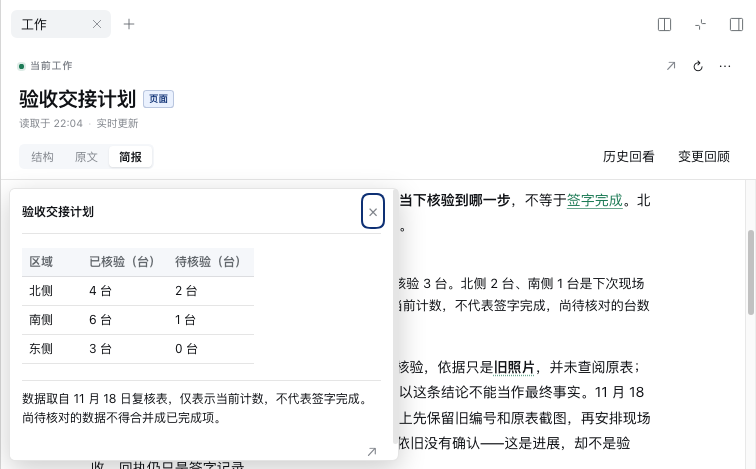 工作
当前工作
验收交接计划 页面
读取于 22:04 · 实时更新
结构 原文 简报 历史回看 变更回顾
当下核验到哪一步，不等于签字完成。北
。
核验 3 台。北侧 2 台、南侧 1 台是下次现场
当前计数，不代表签字完成，尚待核对的台数
核验，依据只是旧照片，并未查阅原表；
以这条结论不能当作最终事实。11 月 18
上先保留旧编号和原表截图，再安排现场
依旧没有确认——这是进展，却不是验
收，回执仍只是签字记录
验收交接计划
区域 已核验（台） 待核验（台）
北侧 4 台 2 台
南侧 6 台 1 台
东侧 3 台 0 台
数据取自 11 月 18 日复核表，仅表示当前计数，不代表签字完成。
尚待核对的数据不得合并成已完成项。